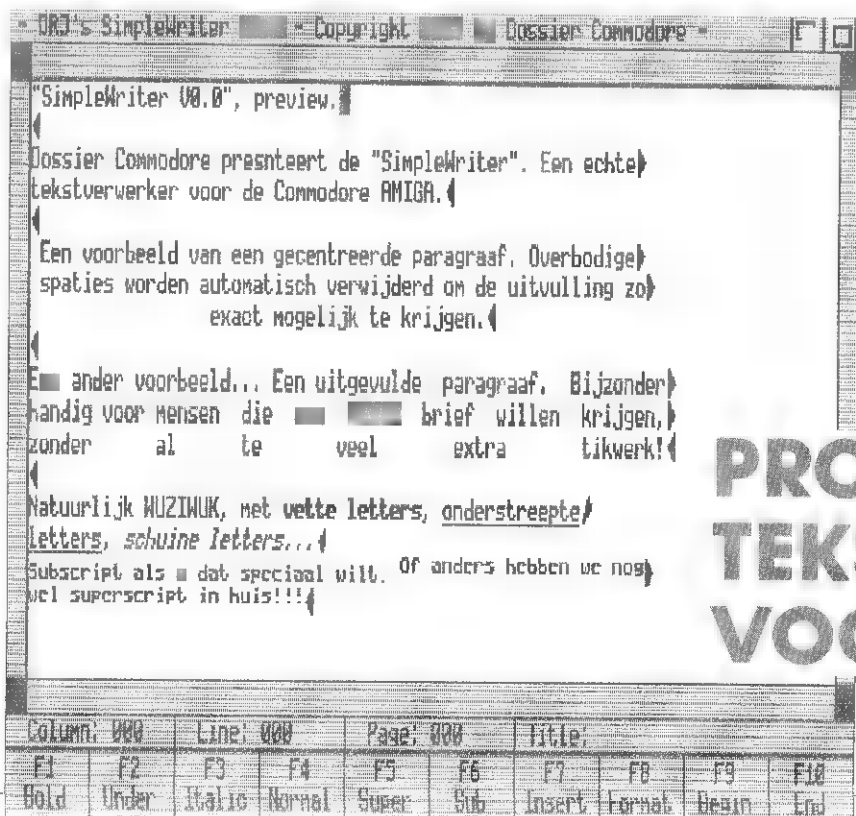 - DRJ's SimpleWriter - Copyright Dossier Commodore -
"SimpleWriter V0.0", preview.
Dossier Commodore presnteert de "SimpleWriter". Een echte
tekstverwerker voor de Commodore AMIGA.
Een voorbeeld van een gecentreerde paragraaf. Overbodige
spaties worden automatisch verwijderd om de uitvulling zo
exact mogelijk te krijgen.
ander voorbeeld... Een uitgevulde paragraaf. Bijzonder
handig voor mensen die brief willen krijgen,
zonder al te veel extra tikwerk!
Natuurlijk WUZIWUK, met vette letters, onderstreepte
letters, schuine letters...
Subscript als dat speciaal wilt. Of anders hebben we nog
wel superscript in huis!!!
PRO
TEKS
VOO
Column: 000 Line: 000 Page: 000 Title:
F1 F2 F3 F4 F5 F6 F7 F8 F9 F10
Bold Under Italic Normal Super Sub Insert Format Begin End